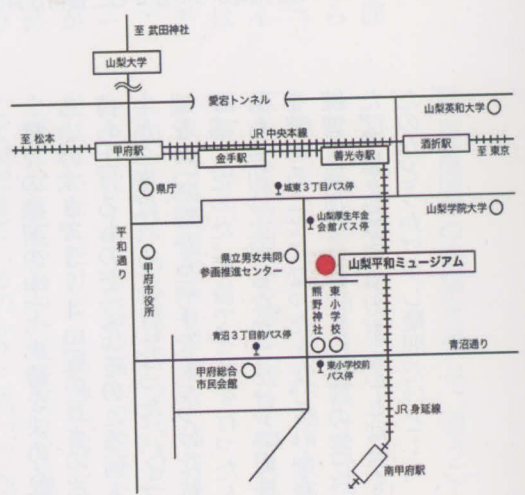 至 武田神社
山梨大学
愛宕トンネル
山梨英和大学
至 松本
JR 中央本線
甲府駅
金手駅
善光寺駅
酒折駅
至 東京
県庁
城東3丁目バス停
山梨学院大学
山梨厚生年金
会館バス停
平和通り
甲府市役所
県立男女共同
参画推進センター
山梨平和ミュージアム
東小学校
熊野神社
青沼3丁目前バス停
青沼通り
甲府総合
市民会館
東小学校前
バス停
JR 身延線
南甲府駅